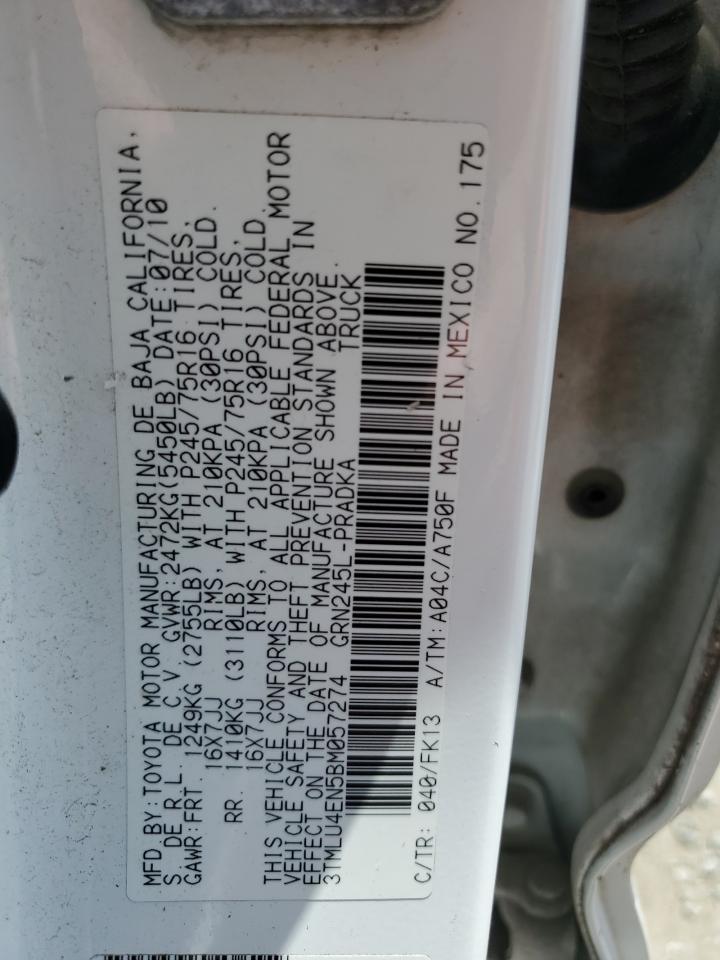 MFD.BY:TOYOTA MOTOR MANUFACTURING DE BAJA CALIFORNIA,
S. DE R.L. DE C.V. GVWR:2472KG(5450LB) DATE:07/10
GAWR:FRT. 1249KG (2755LB) WITH P245/75R16 TIRES,
16X7JJ RIMS, AT 210KPA (30PSI) COLD.
RR. 1410KG (3110LB) WITH P245/75R16 TIRES,
16X7JJ RIMS, AT 210KPA (30PSI) COLD.
THIS VEHICLE CONFORMS TO ALL APPLICABLE FEDERAL MOTOR
VEHICLE SAFETY AND THEFT PREVENTION STANDARDS IN
EFFECT ON THE DATE OF MANUFACTURE SHOWN ABOVE.
3TMLU4EN5BM057274 GRN245L-PRADKA TRUCK
C/TR: 040/FK13 A/TM:A04C/A750F MADE IN MEXICO NO.175